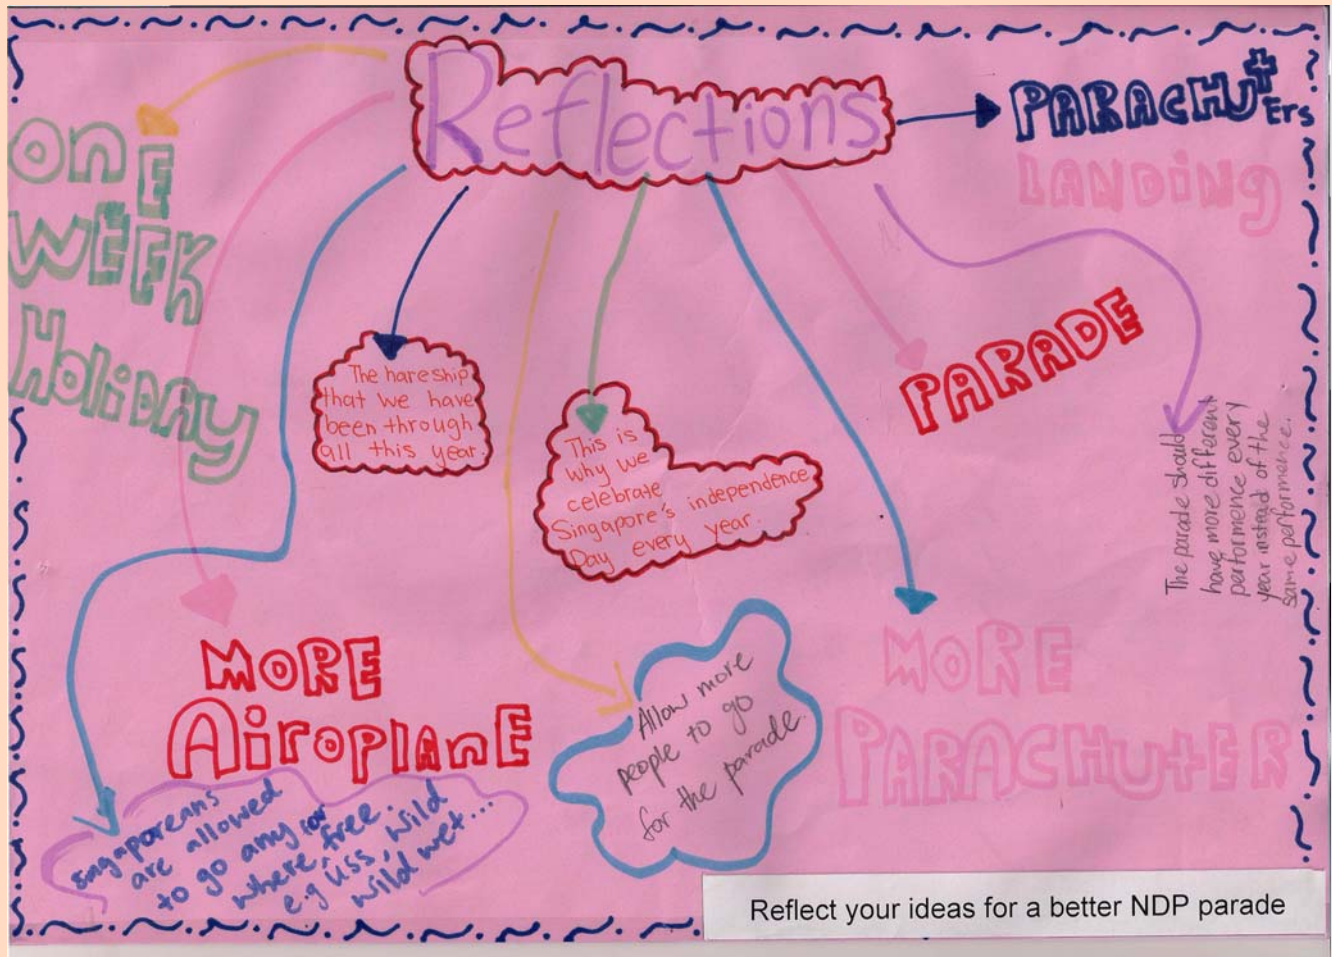 Reflections
PARACHUtErs
LANDiNg
OnE
WEEK
HoliDAy
The hareship
that we have
been through
all this year.
This is
why we
celebrate
Singapore's independence
Day every year.
PARADE
The parade should
have more different
performence every
year instead of the
same performence.
MoRE
AiroplAnE
MoRE
PARACHUtER
Allow more
people to go
for the parade.
Singaporeans
are allowed
to go any
where free
e.g USS, Wild
Wild wet...
Reflect your ideas for a better NDP parade